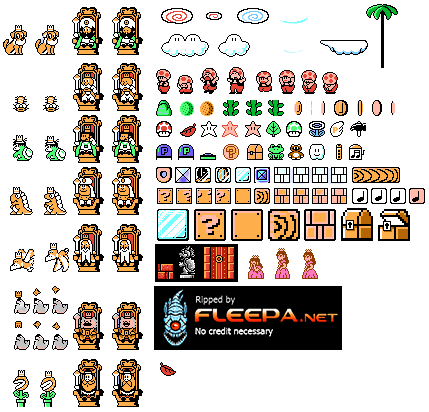 P P
?
?
Ripped by
FLEEPA.NET
No credit necessary